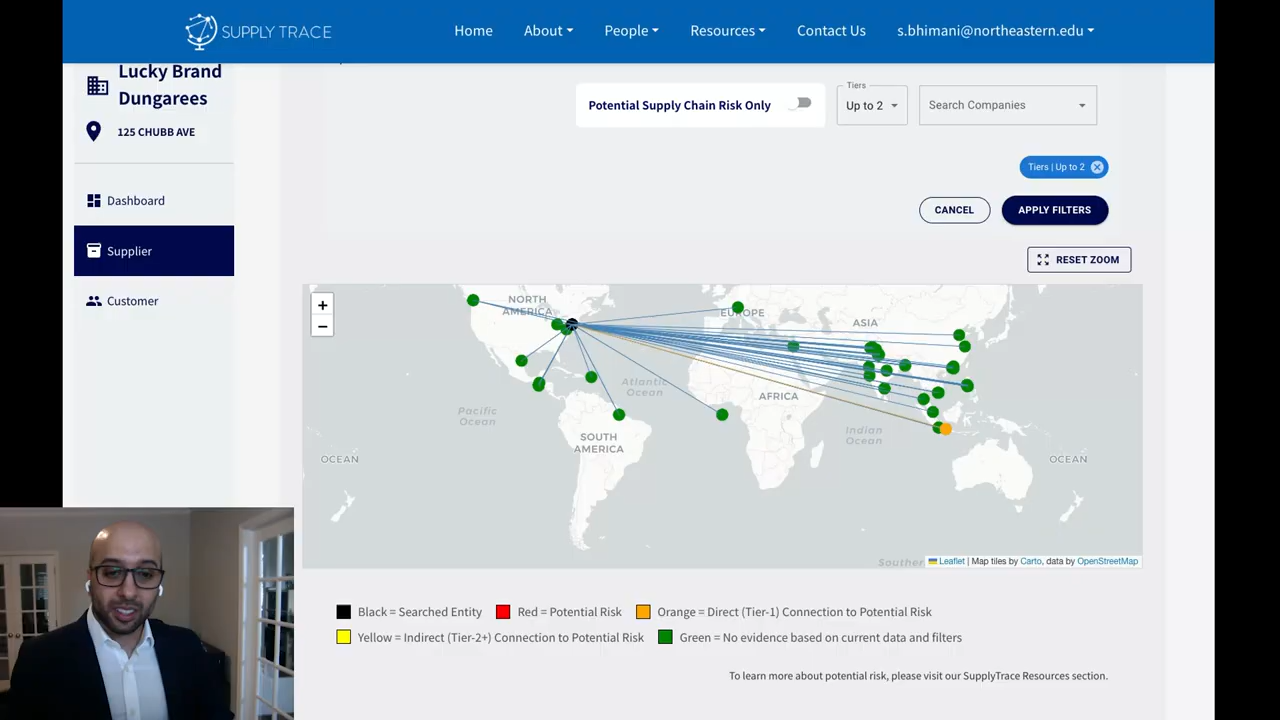 SUPPLY TRACE
Home
About
People
Resources
Contact Us
s.bhimani@northeastern.edu
Lucky Brand
Dungarees
125 CHUBB AVE
Dashboard
Supplier
Customer
Potential Supply Chain Risk Only
Tiers
Up to 2
Search Companies
Tiers | Up to 2
CANCEL
APPLY FILTERS
RESET ZOOM
+
−
NORTH
AMERICA
EUROPE
ASIA
Atlantic
Ocean
AFRICA
Pacific
Ocean
Indian
Ocean
SOUTH
AMERICA
OCEAN
OCEAN
Souther
Leaflet | Map tiles by Carto, data by OpenStreetMap
Black = Searched Entity
Red = Potential Risk
Orange = Direct (Tier-1) Connection to Potential Risk
Yellow = Indirect (Tier-2+) Connection to Potential Risk
Green = No evidence based on current data and filters
To learn more about potential risk, please visit our SupplyTrace Resources section.